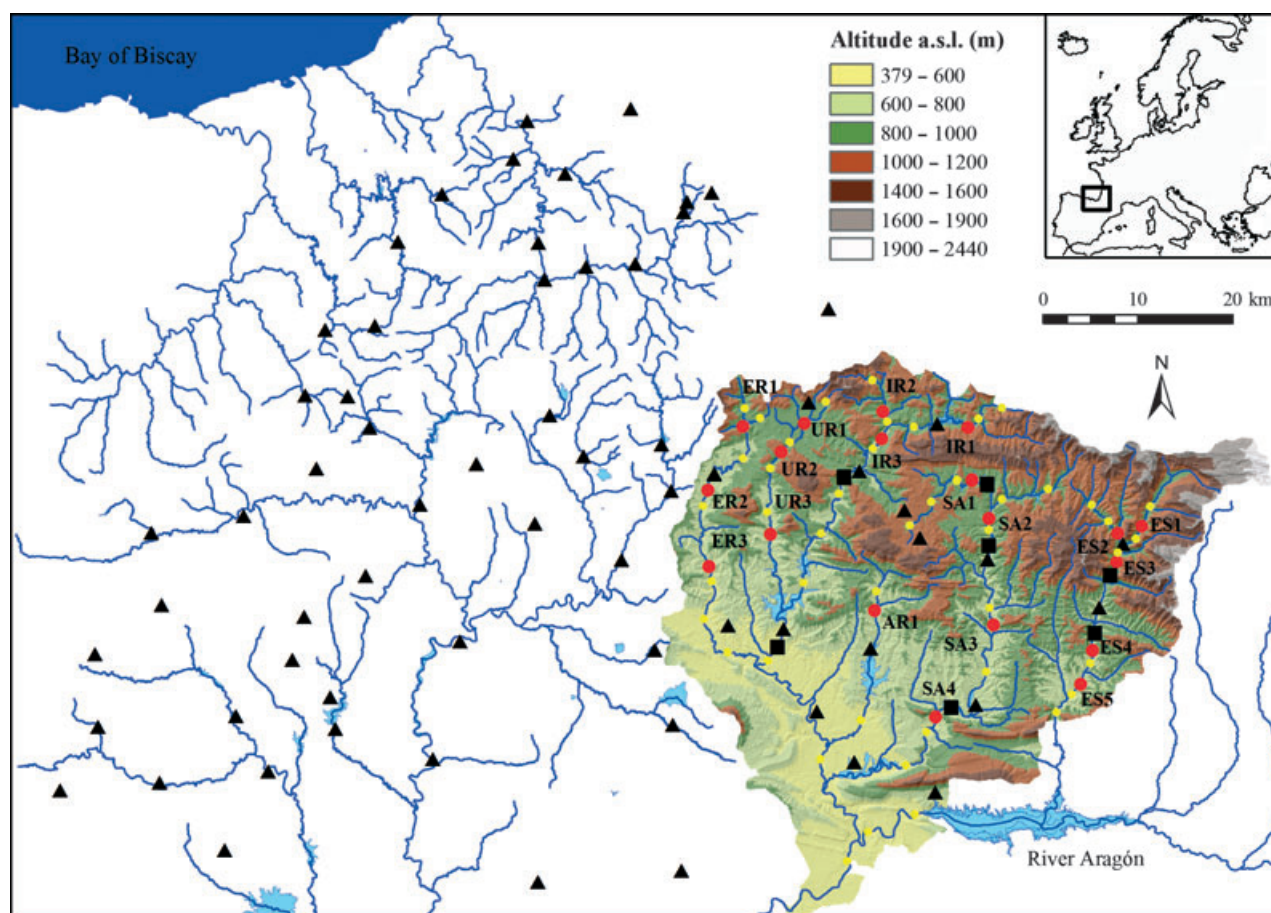 Bay of Biscay
Altitude a.s.l. (m)
379 – 600
600 – 800
800 – 1000
1000 – 1200
1400 – 1600
1600 – 1900
1900 – 2440
0 10 20 km
N
ER1
IR2
UR1
IR1
IR3
UR2
ER2
UR3
SA1
SA2
ES1
ES2
ES3
ER3
AR1
SA3
ES4
SA4
ES5
River Aragón